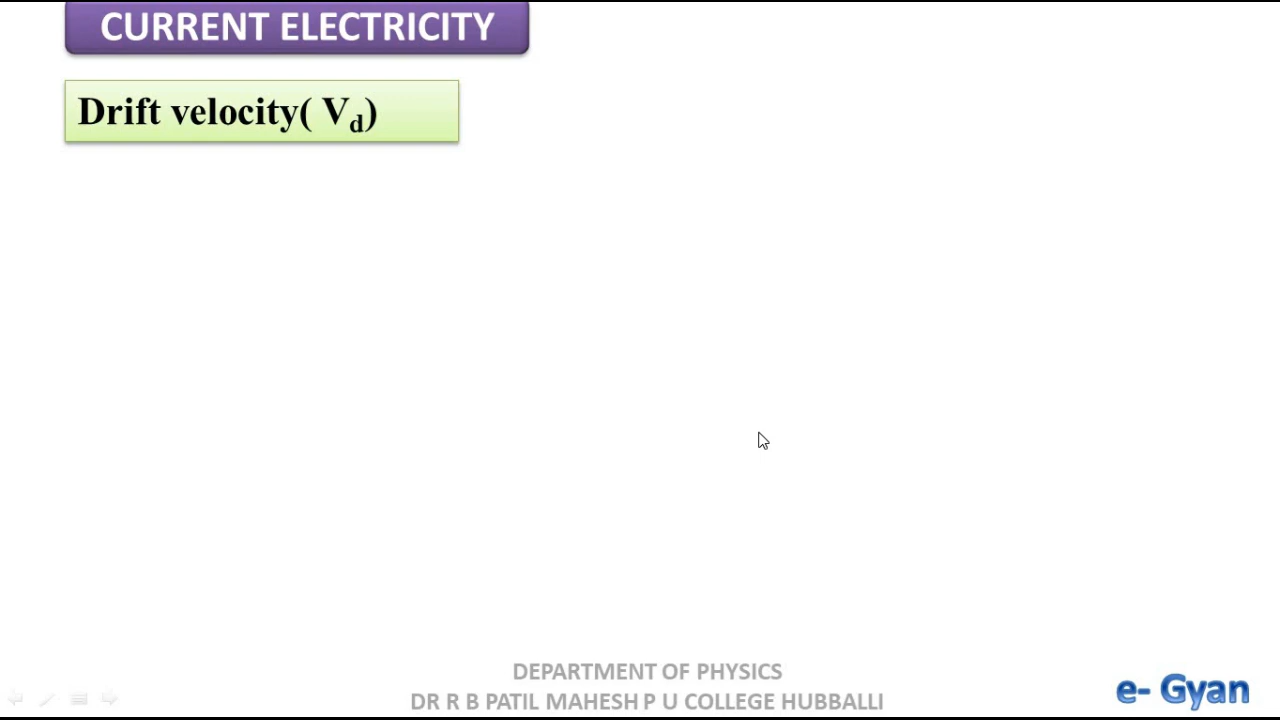 CURRENT ELECTRICITY
Drift velocity( Vd)
DEPARTMENT OF PHYSICS
DR R B PATIL MAHESH P U COLLEGE HUBBALLI
e- Gyan